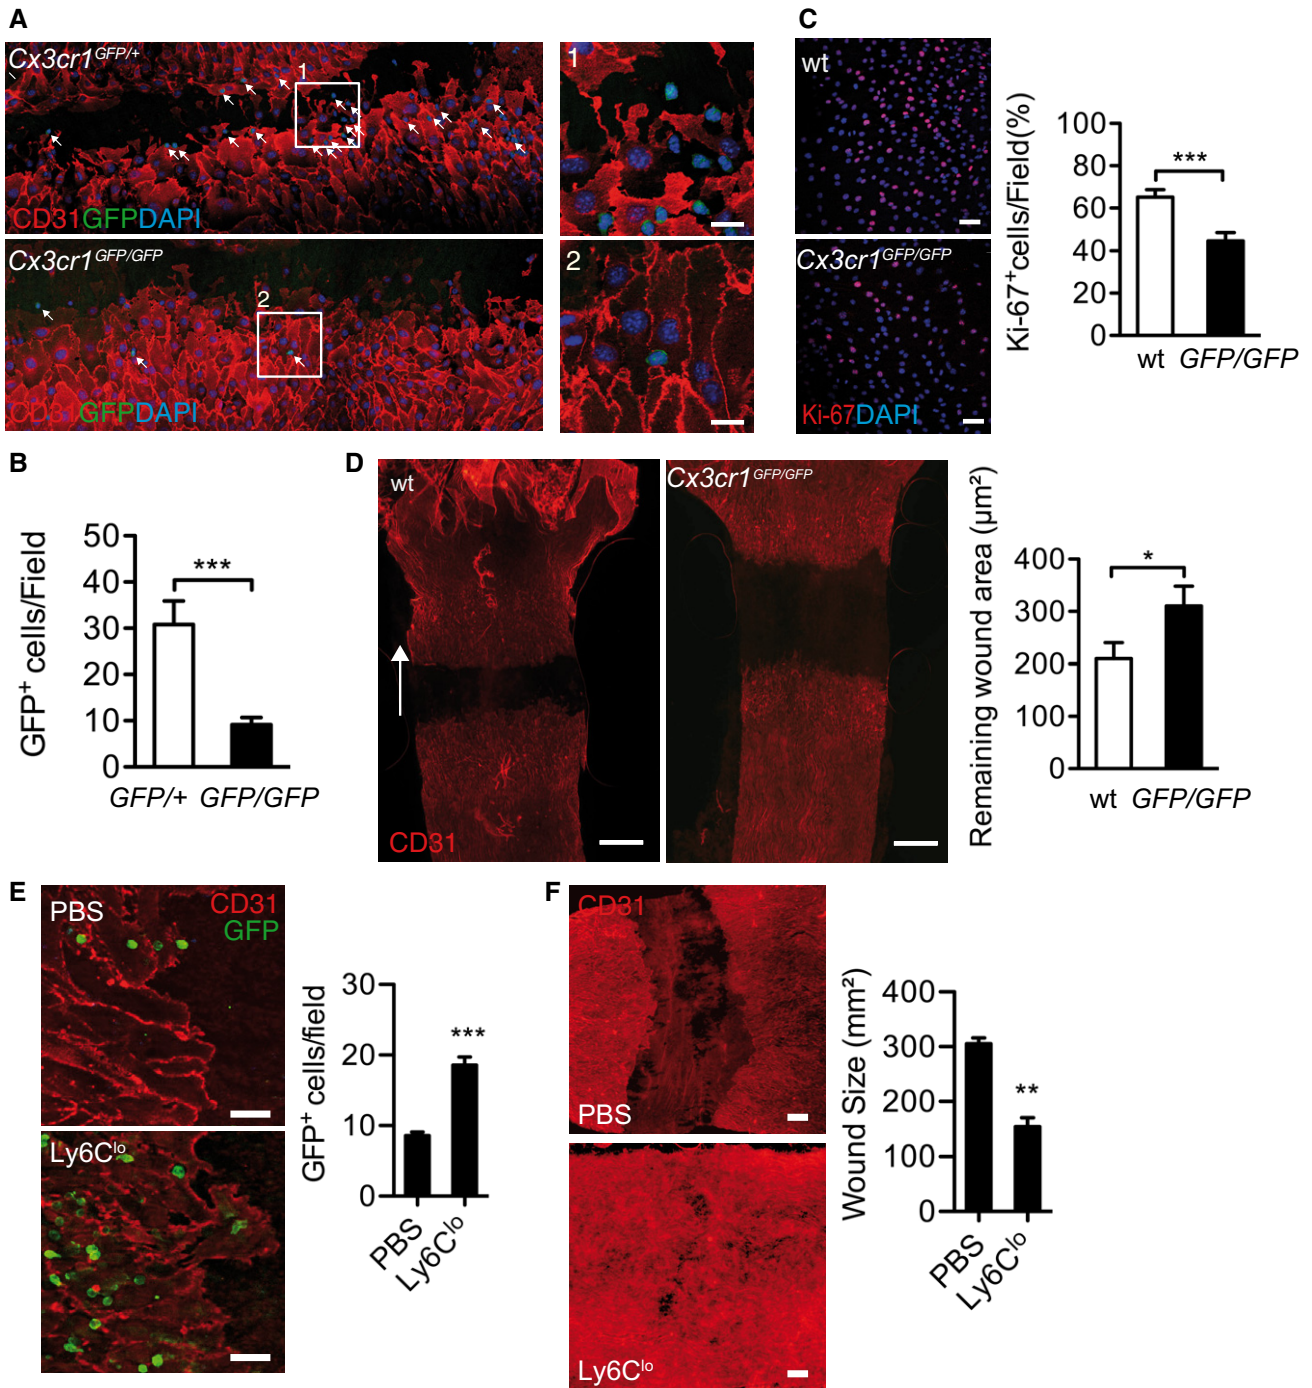 A
Cx3cr1GFP/+
1
CD31GFPDAPI
1
Cx3cr1GFP/GFP
2
CD31GFPDAPI
2
C
wt
Cx3cr1GFP/GFP
Ki-67DAPI
Ki-67+cells/Field(%)
100
80
60
40
20
0
***
wt GFP/GFP
B
GFP+ cells/Field
50
40
30
20
10
0
***
GFP/+ GFP/GFP
D
wt
CD31
Cx3cr1GFP/GFP
Remaining wound area (µm²)
400
300
200
100
0
*
wt GFP/GFP
E
PBS
CD31
GFP
Ly6Clo
GFP+ cells/field
30
20
10
0
***
PBS
Ly6Clo
F
CD31
PBS
Ly6Clo
Wound Size (mm²)
400
300
200
100
0
**
PBS
Ly6Clo